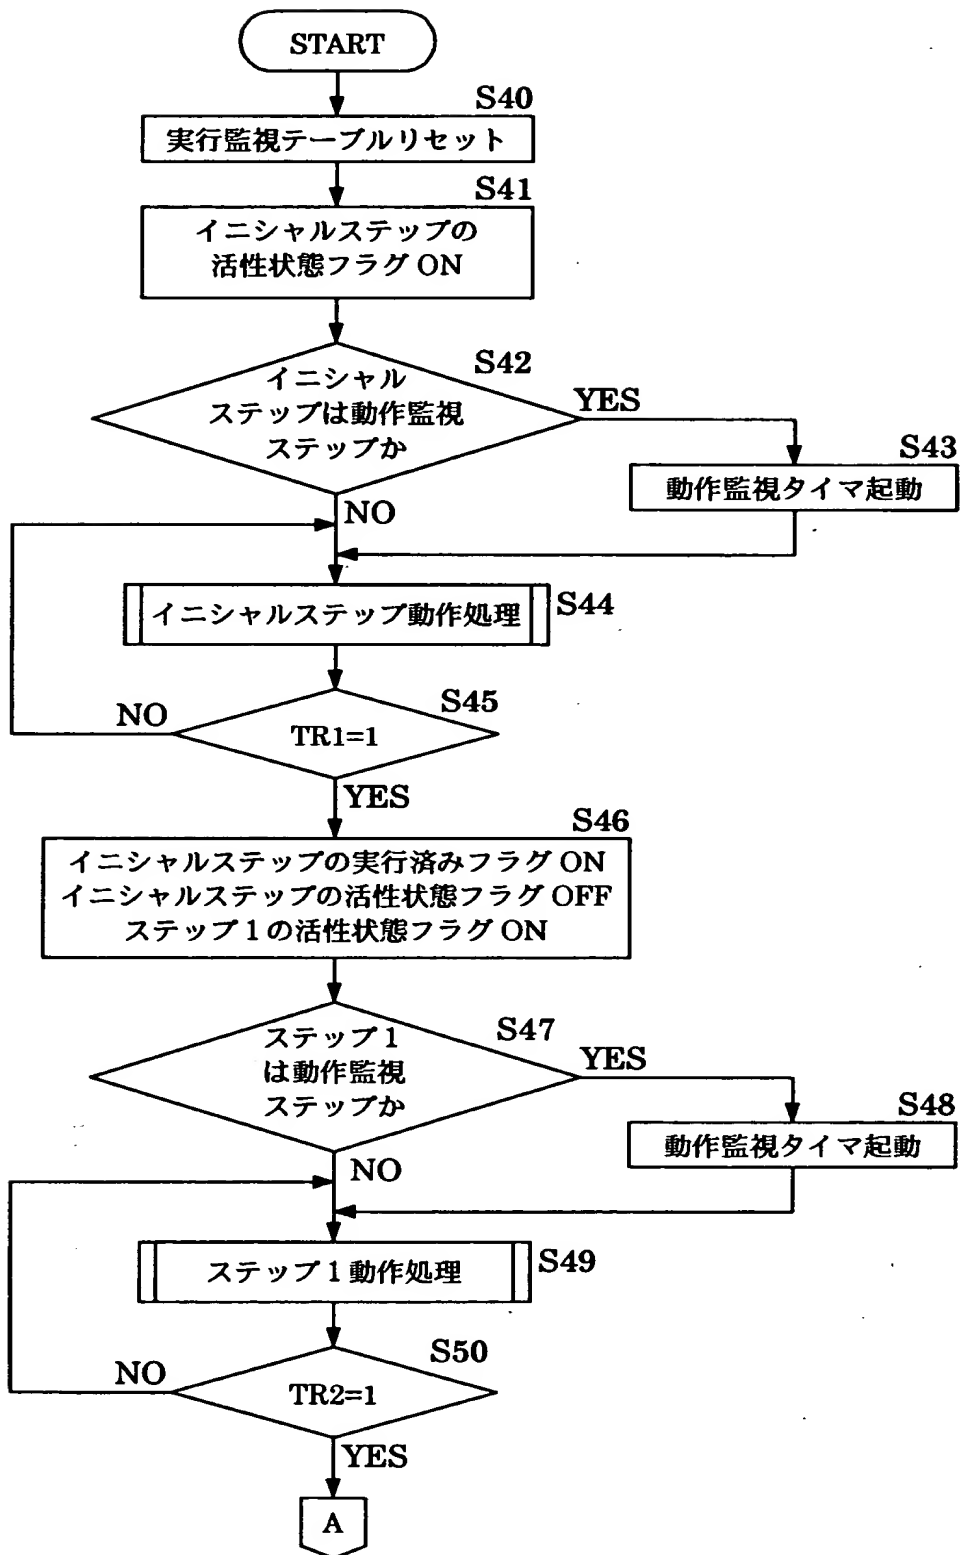 START
S40
実行監視テーブルリセット
S41
イニシャルステップの
活性状態フラグ ON
S42
イニシャル
ステップは動作監視
ステップか
YES
S43
動作監視タイマ起動
NO
イニシャルステップ動作処理
S44
S45
NO
TR1=1
YES
S46
イニシャルステップの実行済みフラグ ON
イニシャルステップの活性状態フラグ OFF
ステップ1の活性状態フラグ ON
S47
ステップ1
は動作監視
ステップか
YES
S48
動作監視タイマ起動
NO
ステップ1動作処理
S49
S50
NO
TR2=1
YES
A